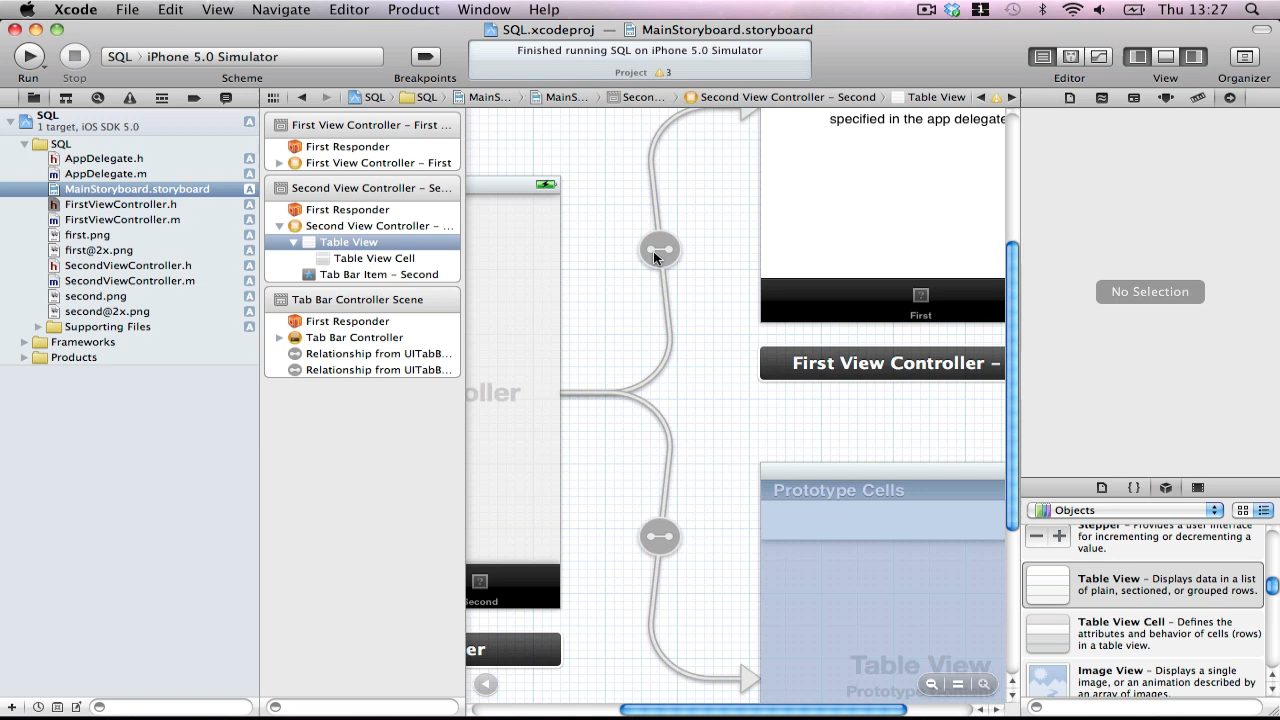 Xcode File Edit View Navigate Editor Product Window Help
Thu 13:27
SQL.xcodeproj — MainStoryboard.storyboard
SQL › iPhone 5.0 Simulator
Finished running SQL on iPhone 5.0 Simulator
Project 3
Run Stop Scheme Breakpoints Editor View Organizer
SQL SQL MainS... MainS... Secon... Second View Controller – Second Table View
SQL
1 target, iOS SDK 5.0
SQL
AppDelegate.h
AppDelegate.m
MainStoryboard.storyboard
FirstViewController.h
FirstViewController.m
first.png
first@2x.png
SecondViewController.h
SecondViewController.m
second.png
second@2x.png
Supporting Files
Frameworks
Products
First View Controller – First ...
First Responder
First View Controller – First
Second View Controller – Se...
First Responder
Second View Controller – ...
Table View
Table View Cell
Tab Bar Item – Second
Tab Bar Controller Scene
First Responder
Tab Bar Controller
Relationship from UITabB...
Relationship from UITabB...
oller
Second
er
specified in the app delegate
First
First View Controller –
Prototype Cells
Table View
No Selection
Objects
Stepper – Provides a user interface
for incrementing or decrementing a
value.
Table View – Displays data in a list
of plain, sectioned, or grouped rows.
Table View Cell – Defines the
attributes and behavior of cells (rows)
in a table view.
Image View – Displays a single
image, or an animation described by
an array of images.